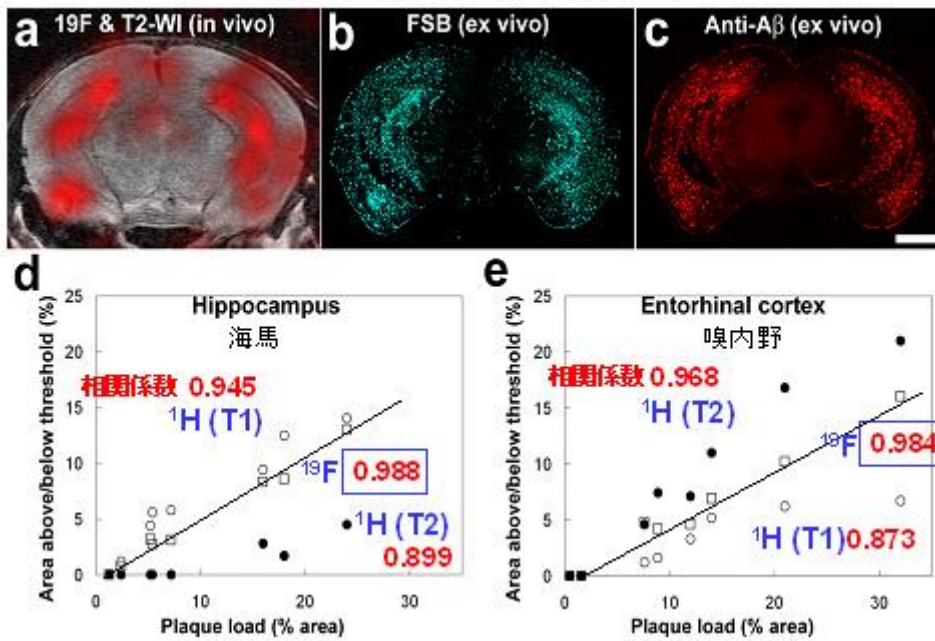 a 19F & T2-WI (in vivo)
b FSB (ex vivo)
c Anti-Aβ (ex vivo)
d
Hippocampus
海馬
相関係数 0.945
¹H (T1)
¹⁹F 0.988
¹H (T2)
0.899
Area above/below threshold (%)
25
20
15
10
5
0
0 10 20 30
Plaque load (% area)
e
Entorhinal cortex
嗅内野
相関係数 0.968
¹H (T2)
¹⁹F 0.984
¹H (T1) 0.873
Area above/below threshold (%)
25
20
15
10
5
0
0 10 20 30
Plaque load (% area)